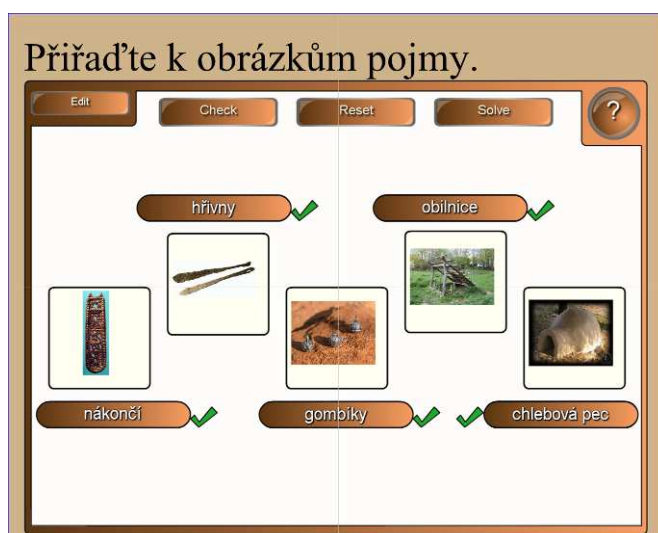 Přiřaďte k obrázkům pojmy.
Edit
Check
Reset
Solve
?
hřivny
obilnice
nákončí
gombíky
chlebová pec